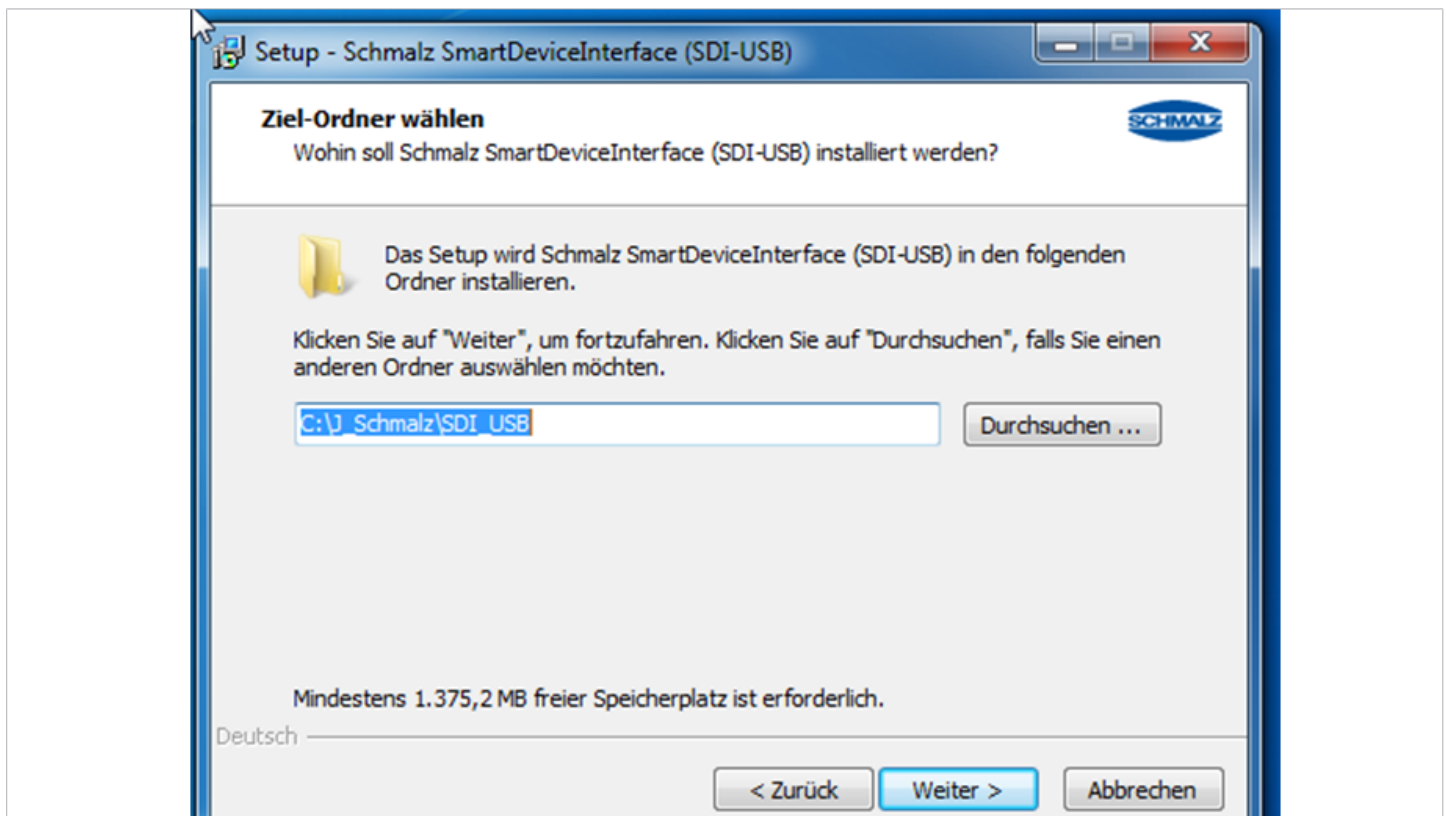 Setup - Schmalz SmartDeviceInterface (SDI-USB)
Ziel-Ordner wählen
SCHMALZ
Wohin soll Schmalz SmartDeviceInterface (SDI-USB) installiert werden?
Das Setup wird Schmalz SmartDeviceInterface (SDI-USB) in den folgenden
Ordner installieren.
Klicken Sie auf "Weiter", um fortzufahren. Klicken Sie auf "Durchsuchen", falls Sie einen
anderen Ordner auswählen möchten.
C:\J_Schmalz\SDI_USB
Durchsuchen ...
Mindestens 1.375,2 MB freier Speicherplatz ist erforderlich.
Deutsch
< Zurück
Weiter >
Abbrechen